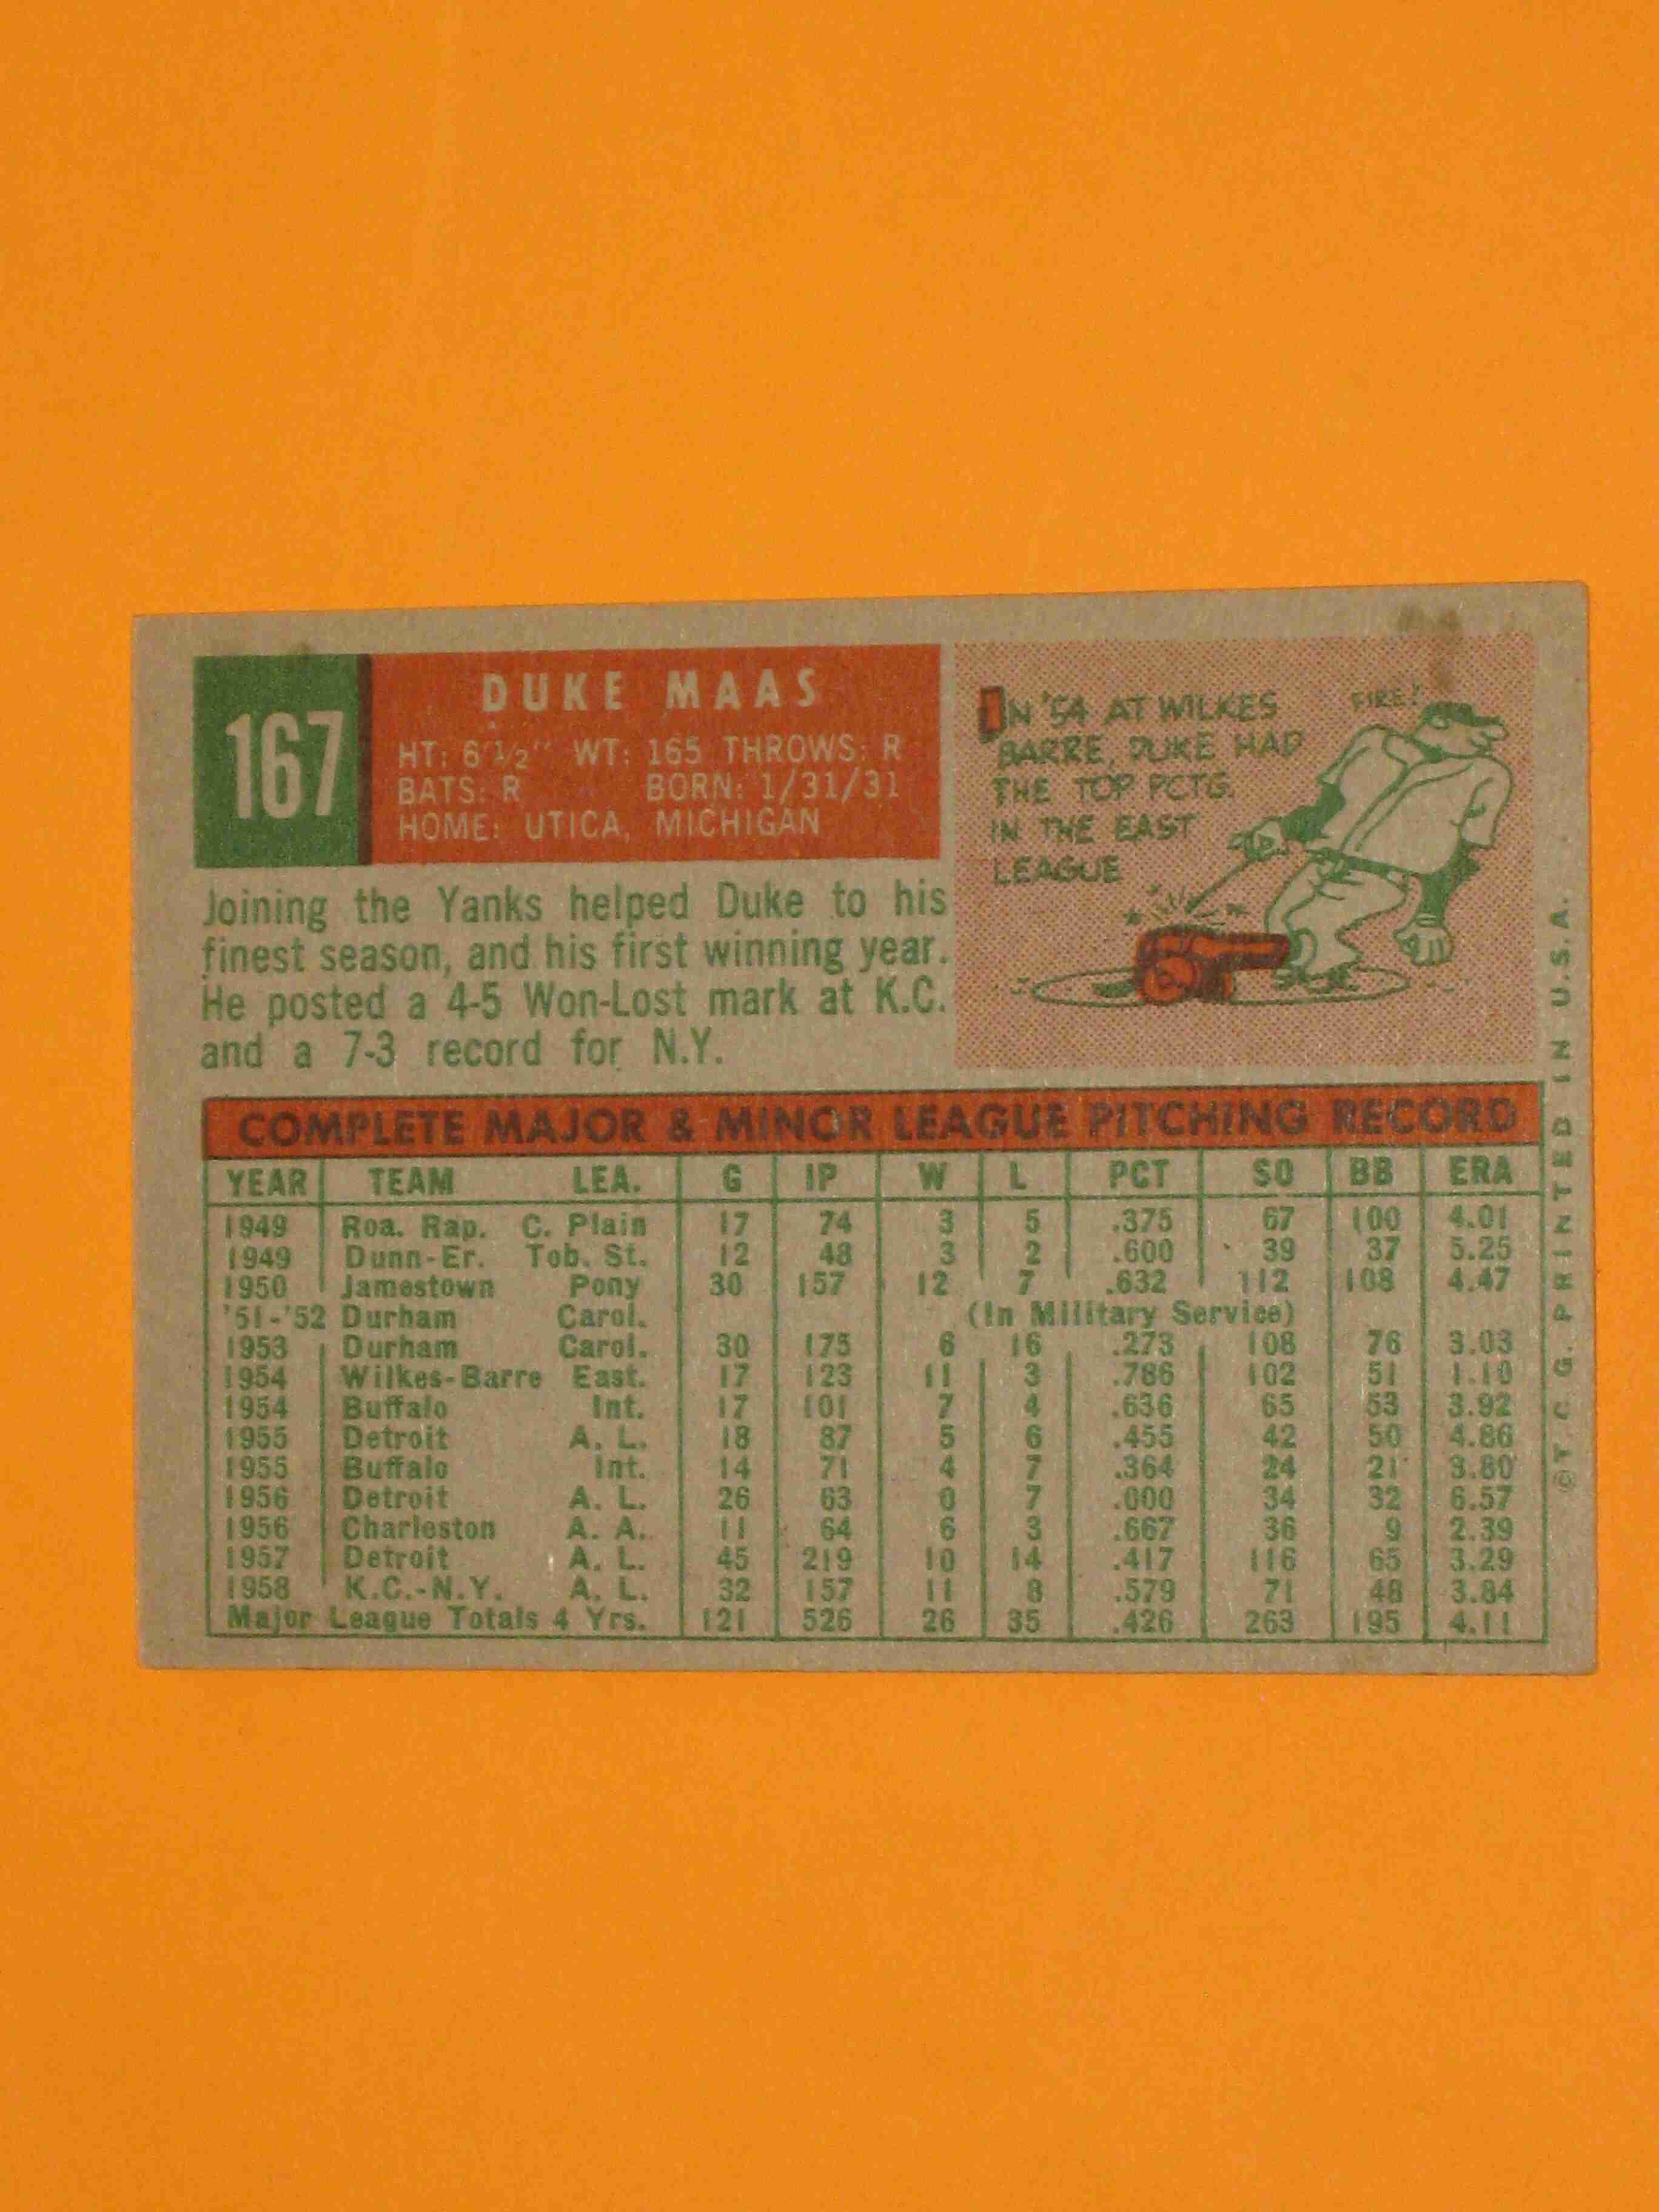 167
DUKE MAAS
HT: 6'1/2" WT: 165 THROWS: R
BATS: R BORN: 1/31/31
HOME: UTICA, MICHIGAN
IN '54 AT WILKES
BARRE, DUKE HAD
THE TOP PCTG.
IN THE EAST
LEAGUE
FIRE!
Joining the Yanks helped Duke to his
finest season, and his first winning year.
He posted a 4-5 Won-Lost mark at K.C.
and a 7-3 record for N.Y.
COMPLETE MAJOR & MINOR LEAGUE PITCHING RECORD
YEAR TEAM LEA. G IP W L PCT SO BB ERA
1949 Roa. Rap. C. Plain 17 74 3 5 .375 67 100 4.01
1949 Dunn-Er. Tob. St. 12 48 3 2 .600 39 37 5.25
1950 Jamestown Pony 30 157 12 7 .632 112 108 4.47
'51-'52 Durham Carol. (In Military Service)
1953 Durham Carol. 30 175 6 16 .273 108 76 3.03
1954 Wilkes-Barre East. 17 123 11 3 .786 102 51 1.10
1954 Buffalo Int. 17 101 7 4 .636 65 53 3.92
1955 Detroit A. L. 18 87 5 6 .455 42 50 4.86
1955 Buffalo Int. 14 71 4 7 .364 24 21 3.80
1956 Detroit A. L. 26 63 0 7 .000 34 32 6.57
1956 Charleston A. A. 11 64 6 3 .667 36 9 2.39
1957 Detroit A. L. 45 219 10 14 .417 116 65 3.29
1958 K.C.-N.Y. A. L. 32 157 11 8 .579 71 48 3.84
Major League Totals 4 Yrs. 121 526 26 35 .426 263 195 4.11
©T.C.G. PRINTED IN U.S.A.